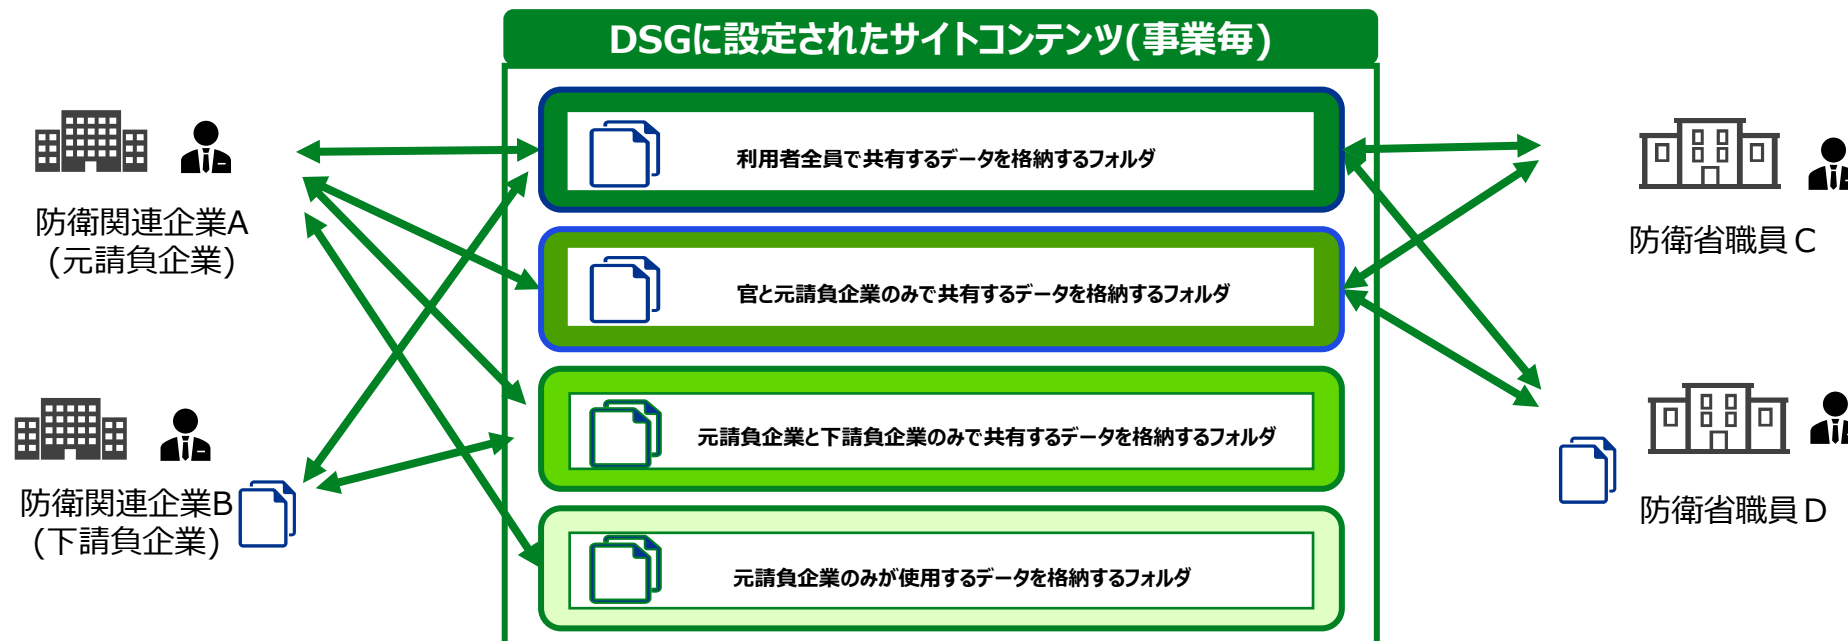 DSGに設定されたサイトコンテンツ(事業毎)
利用者全員で共有するデータを格納するフォルダ
官と元請負企業のみで共有するデータを格納するフォルダ
元請負企業と下請負企業のみで共有するデータを格納するフォルダ
元請負企業のみが使用するデータを格納するフォルダ
防衛関連企業A
(元請負企業)
防衛関連企業B
(下請負企業)
防衛省職員C
防衛省職員D